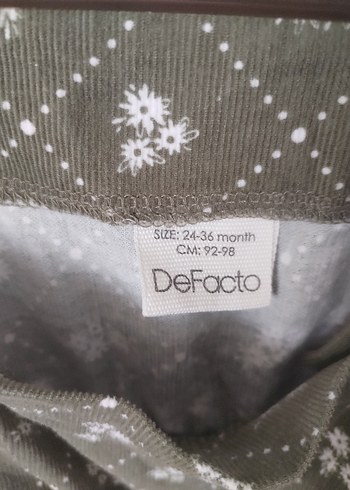 SIZE: 24-36 month
CM: 92-98
DeFacto